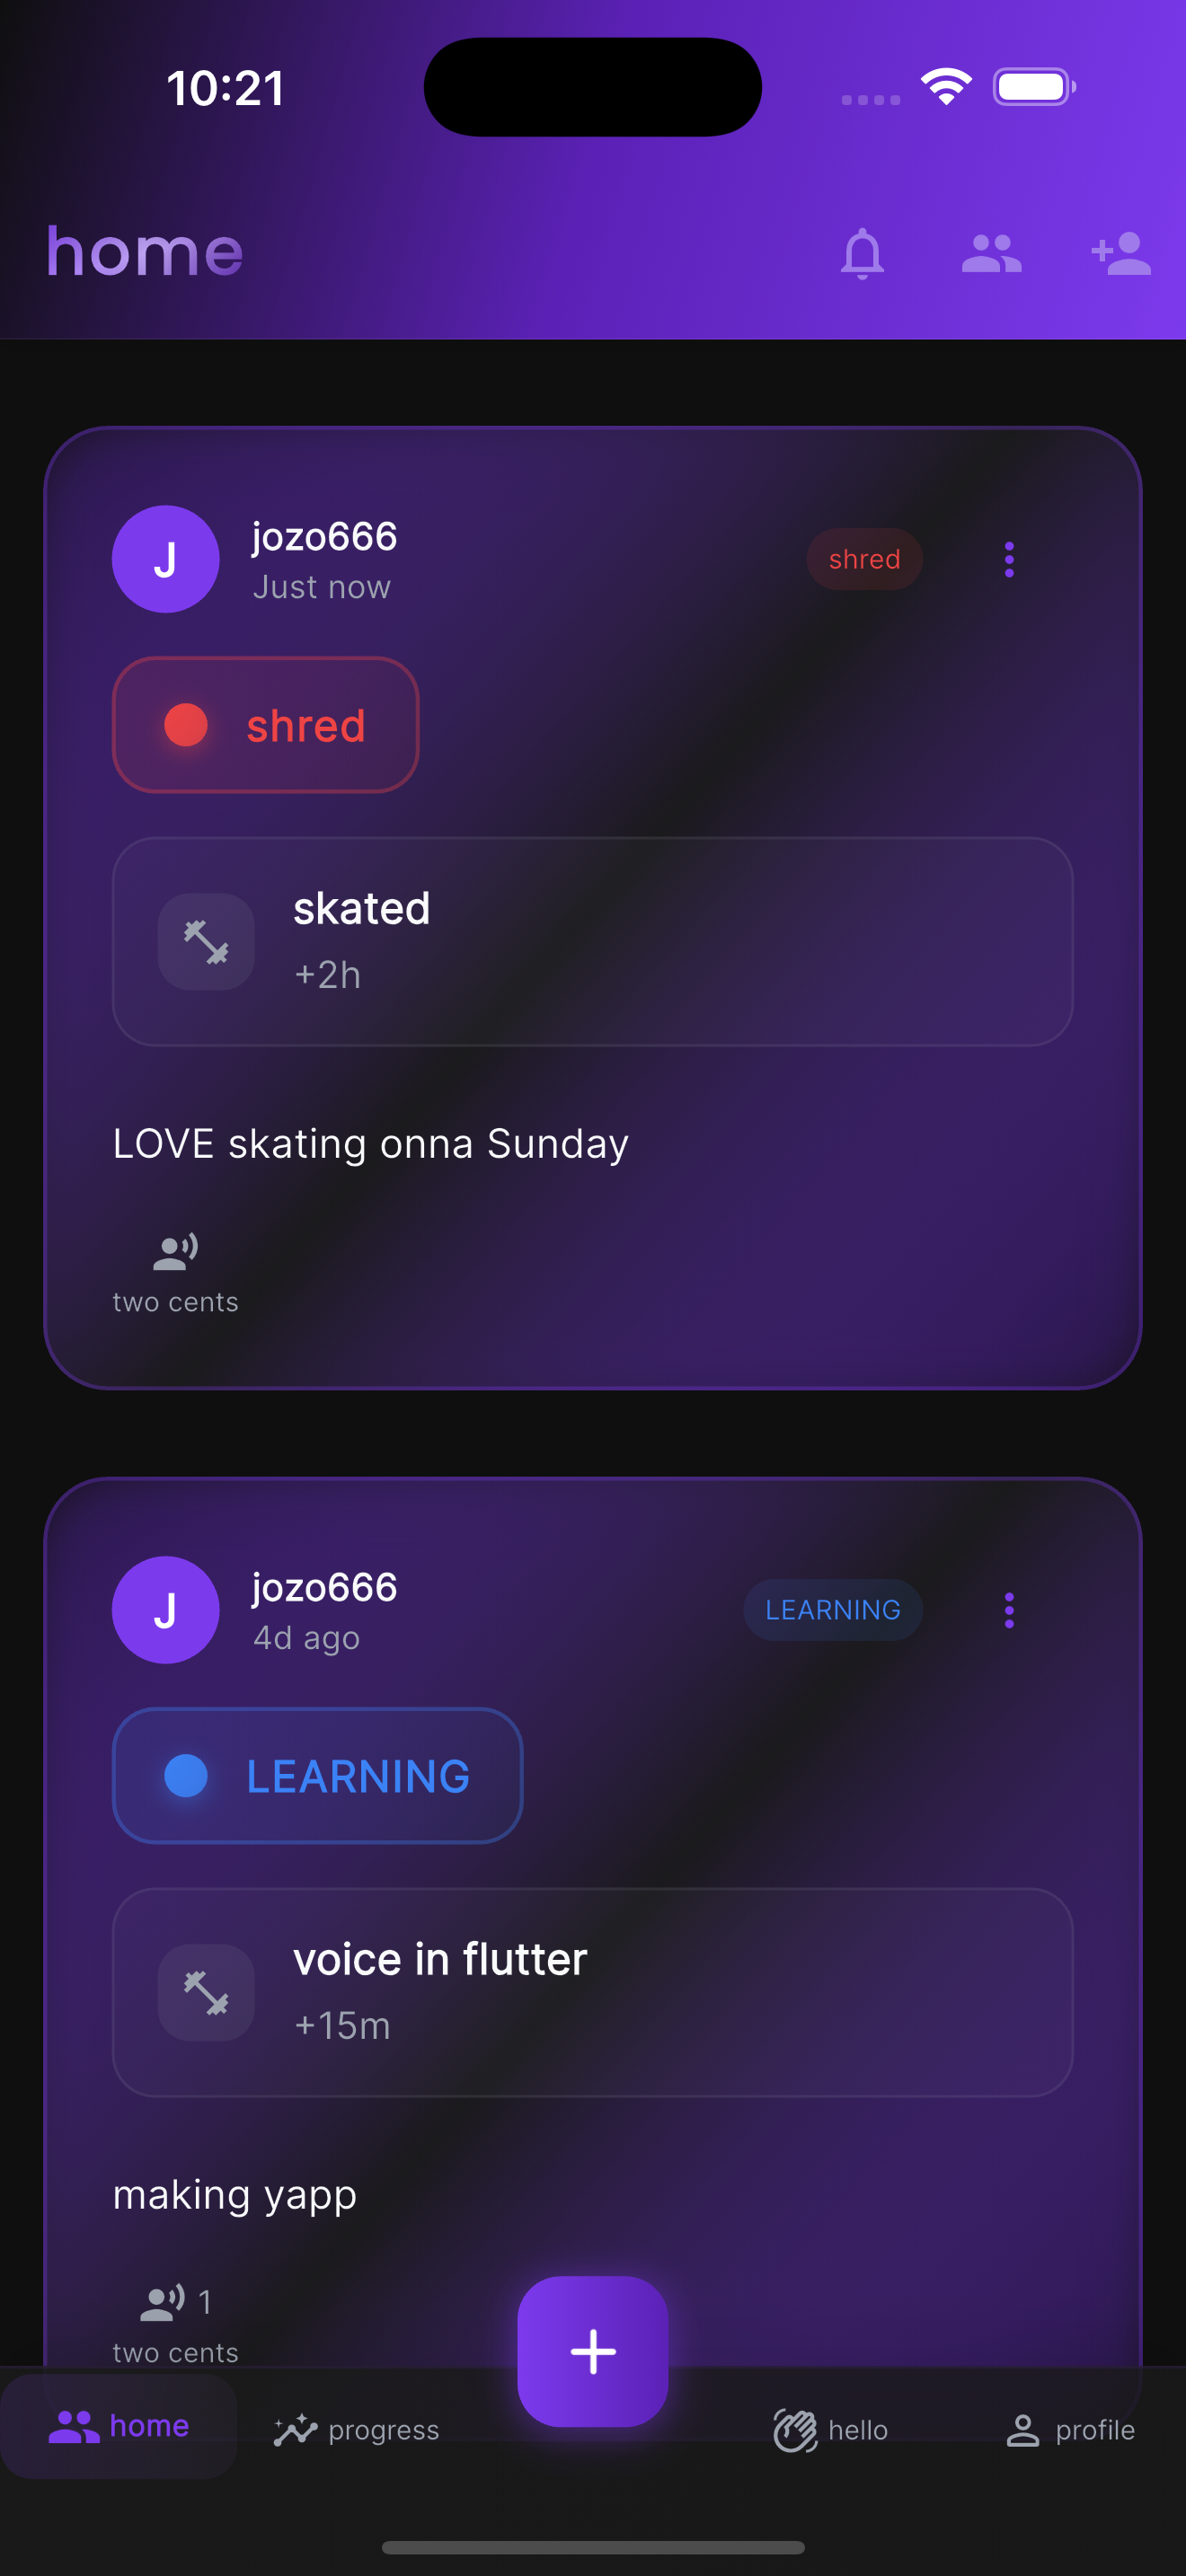 10:21
home
J
jozo666
Just now
shred
shred
skated
+2h
LOVE skating onna Sunday
two cents
J
jozo666
4d ago
LEARNING
LEARNING
voice in flutter
+15m
making yapp
1
two cents
home
progress
hello
profile